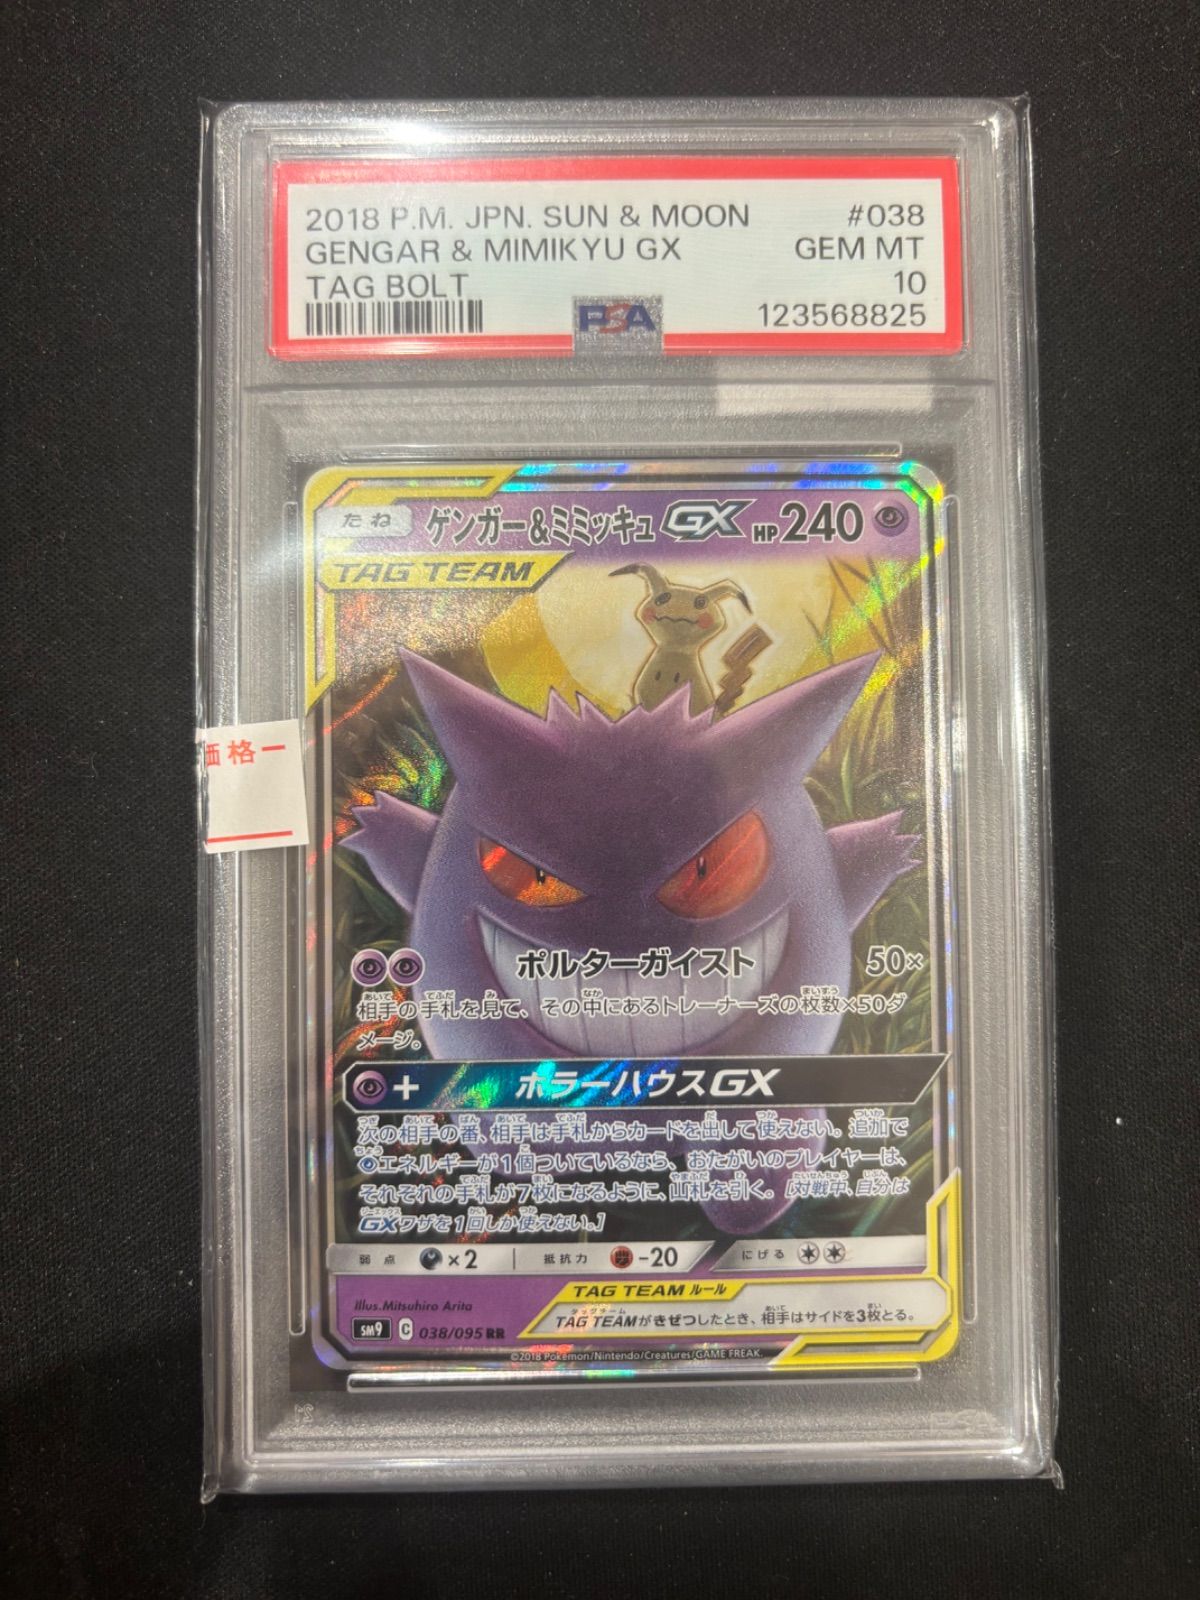 2018 P.M. JPN. SUN & MOON #038
GENGAR & MIMIKYU GX GEM MT
TAG BOLT 10
PSA 123568825
たね ゲンガー&ミミッキュGX HP240
TAG TEAM
価格
ポルターガイスト 50×
相手の手札を見て、その中にあるトレーナーズの枚数×50ダ
メージ。
+ ホラーハウスGX
次の相手の番、相手は手札からカードを出して使えない。追加で
エネルギーが1個ついているなら、おたがいのプレイヤーは、
それぞれの手札が7枚になるように、山札を引く。[対戦中、自分は
GXワザを1回しか使えない。]
弱点 ×2 抵抗力 -20 にげる
TAG TEAM ルール
TAG TEAMがきぜつしたとき、相手はサイドを3枚とる。
Illus.Mitsuhiro Arita
SM9 C 038/095 RR
©2018 Pokémon/Nintendo/Creatures/GAME FREAK.